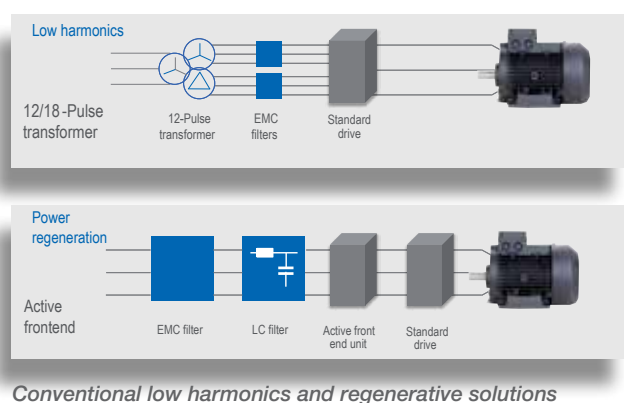 Low harmonics
12/18 -Pulse
transformer
12-Pulse
transformer
EMC
filters
Standard
drive
Power
regeneration
Active
frontend
EMC filter
LC filter
Active front
end unit
Standard
drive
Conventional low harmonics and regenerative solutions